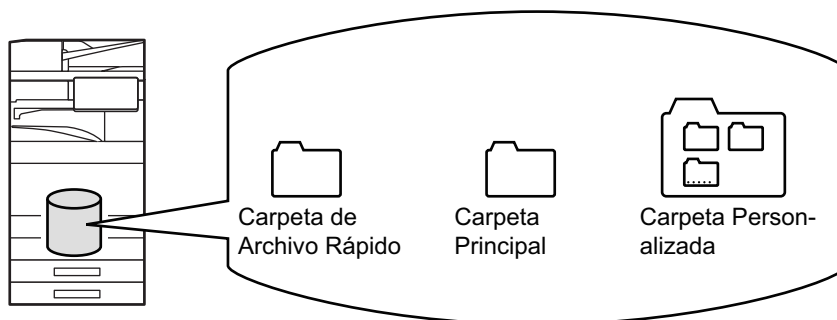 Carpeta de
Archivo Rápido
Carpeta
Principal
Carpeta Person-
alizada